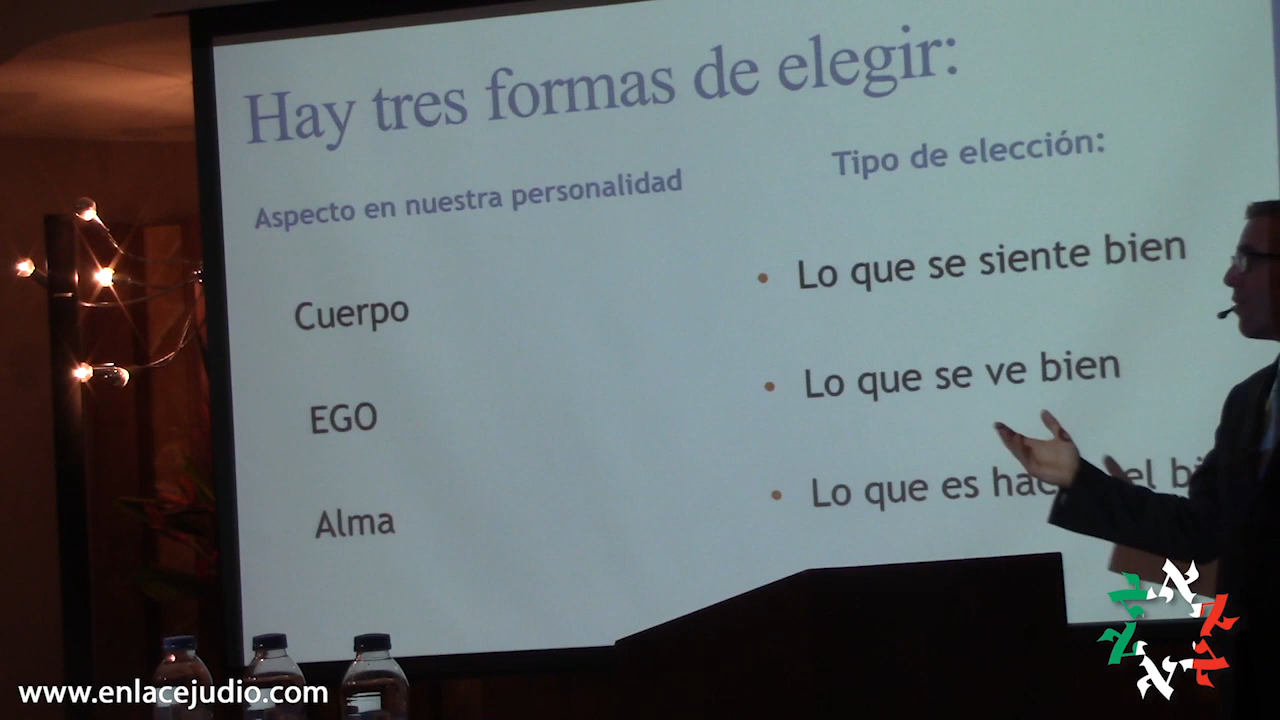 Hay tres formas de elegir:
Aspecto en nuestra personalidad
Tipo de elección:
Cuerpo
• Lo que se siente bien
EGO
• Lo que se ve bien
Alma
• Lo que es el
www.enlacejudio.com